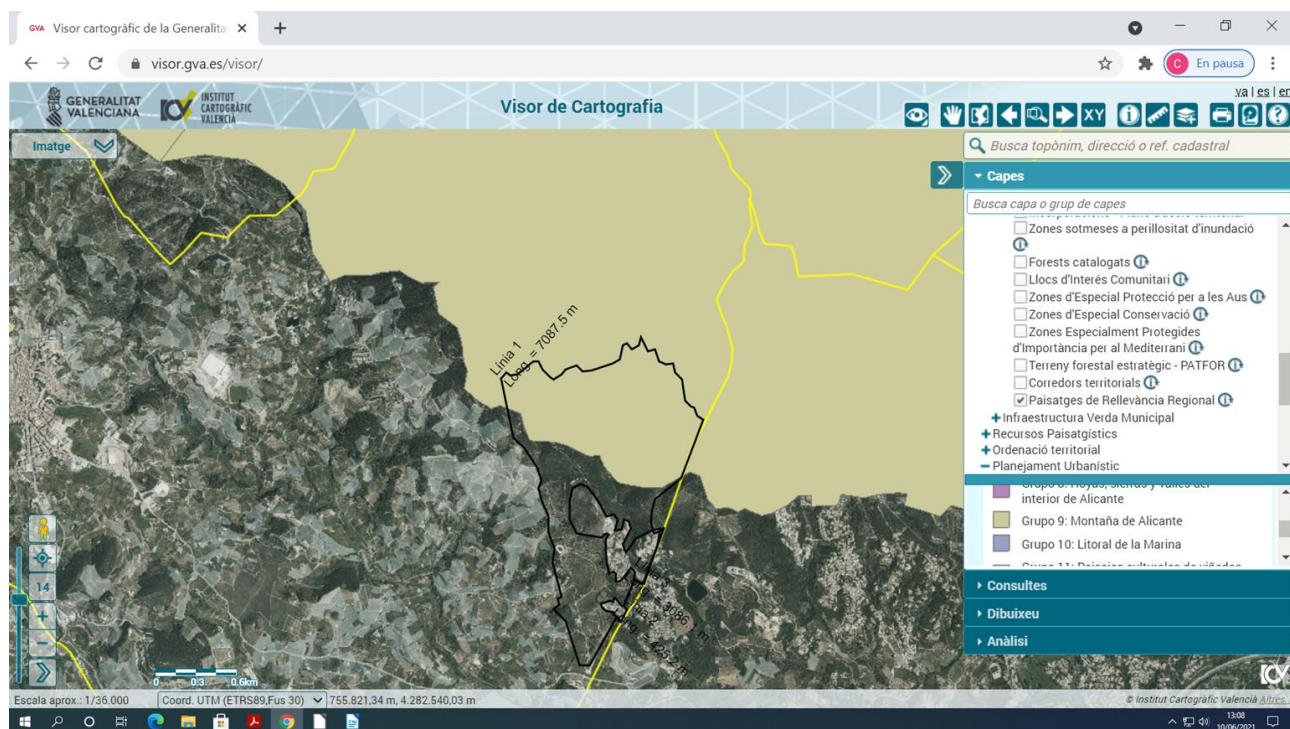 GVA Visor cartogràfic de la Generalita
visor.gva.es/visor/
C
En pausa
GENERALITAT
VALENCIANA
ICV
INSTITUT
CARTOGRÀFIC
VALENCIÀ
Visor de Cartografia
va | es | en
XY
Imatge
Busca topònim, direcció o ref. cadastral
Capes
Busca capa o grup de capes
Zones sotmeses a perillositat d'inundació
Forests catalogats
Llocs d'Interés Comunitari
Zones d'Especial Protecció per a les Aus
Zones d'Especial Conservació
Zones Especialment Protegides
d'Importància per al Mediterrani
Terreny forestal estratègic - PATFOR
Corredors territorials
Paisatges de Rellevància Regional
Infraestructura Verda Municipal
Recursos Paisatgístics
Ordenació territorial
Planejament Urbanístic
interior de Alicante
Grupo 9: Montaña de Alicante
Grupo 10: Litoral de la Marina
Consultes
Dibuixeu
Anàlisi
Línia 1
Long. = 7087.5 m
14
0 0.3 0.6km
Escala aprox.: 1/36.000
Coord. UTM (ETRS89,Fus 30)
755.821,34 m, 4.282.540,03 m
© Institut Cartogràfic Valencià
ICV
13:08
10/06/2021